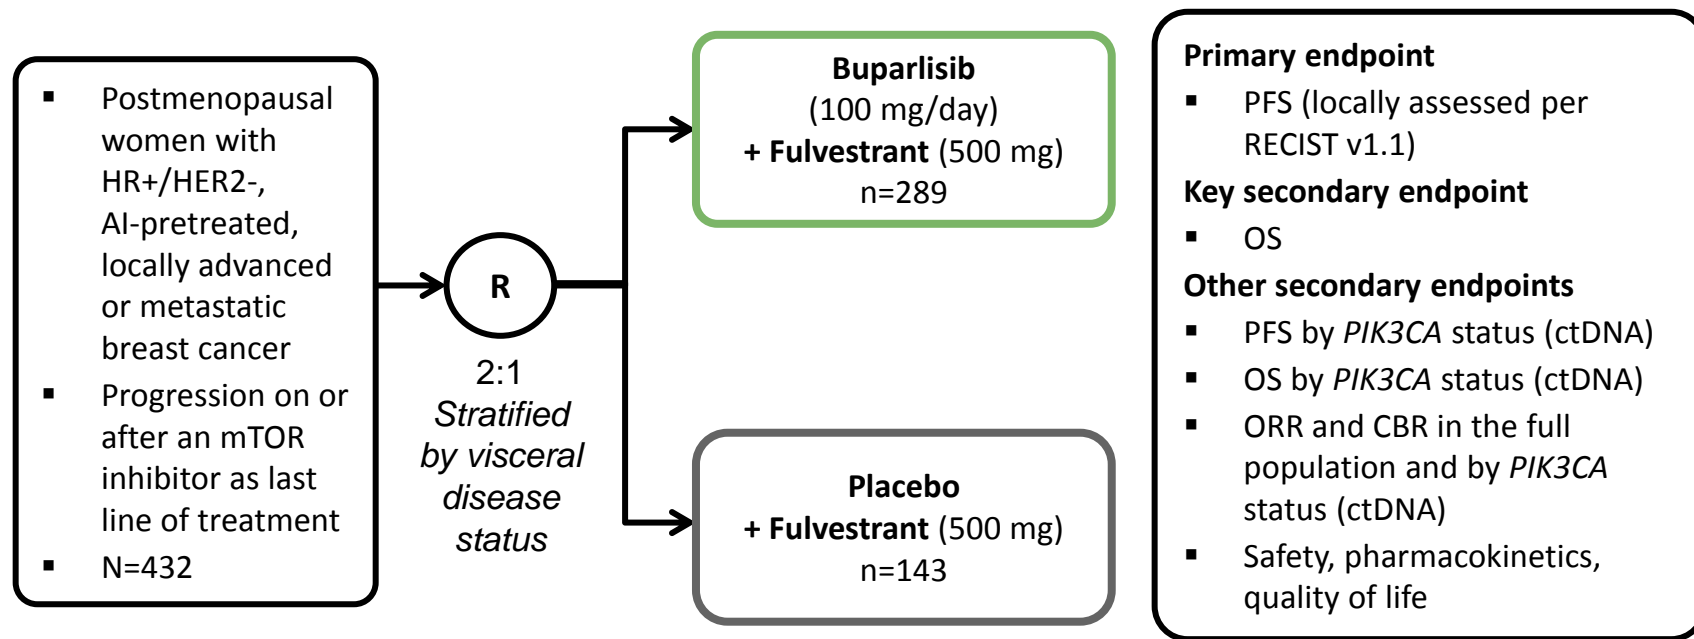 ▪ Postmenopausal
women with
HR+/HER2-,
AI-pretreated,
locally advanced
or metastatic
breast cancer
▪ Progression on or
after an mTOR
inhibitor as last
line of treatment
▪ N=432
R
2:1
Stratified
by visceral
disease
status
Buparlisib
(100 mg/day)
+ Fulvestrant (500 mg)
n=289
Placebo
+ Fulvestrant (500 mg)
n=143
Primary endpoint
▪ PFS (locally assessed per
RECIST v1.1)
Key secondary endpoint
▪ OS
Other secondary endpoints
▪ PFS by PIK3CA status (ctDNA)
▪ OS by PIK3CA status (ctDNA)
▪ ORR and CBR in the full
population and by PIK3CA
status (ctDNA)
▪ Safety, pharmacokinetics,
quality of life